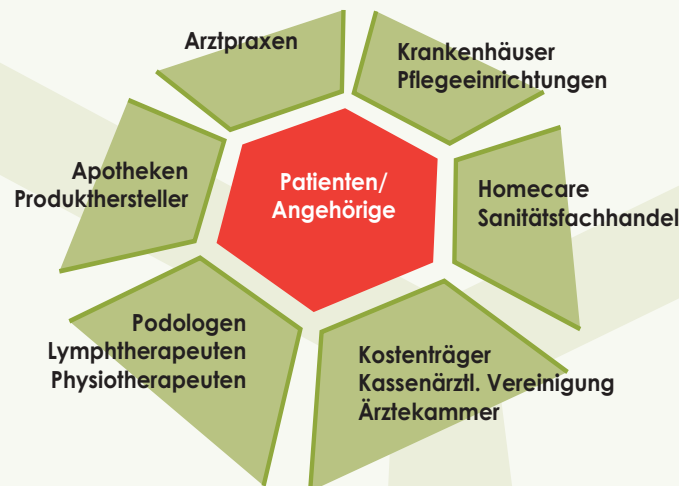 Arztpraxen
Krankenhäuser
Pflegeeinrichtungen
Apotheken
Produkthersteller
Patienten/
Angehörige
Homecare
Sanitätsfachhandel
Podologen
Lymphtherapeuten
Physiotherapeuten
Kostenträger
Kassenärztl. Vereinigung
Ärztekammer